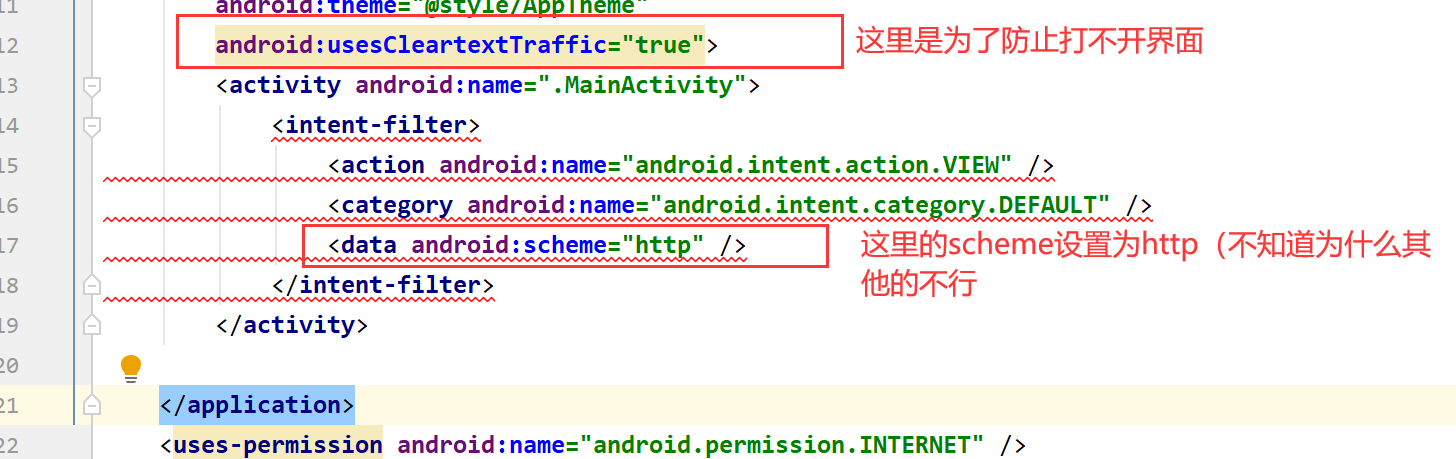 11 android:theme="@style/AppTheme"
12 android:usesCleartextTraffic="true"> 这里是为了防止打不开界面
13 <activity android:name=".MainActivity">
14 <intent-filter>
15 <action android:name="android.intent.action.VIEW" />
16 <category android:name="android.intent.category.DEFAULT" />
17 <data android:scheme="http" /> 这里的scheme设置为http（不知道为什么其
他的不行
18 </intent-filter>
19 </activity>
20
21 </application>
22 <uses-permission android:name="android.permission.INTERNET" />